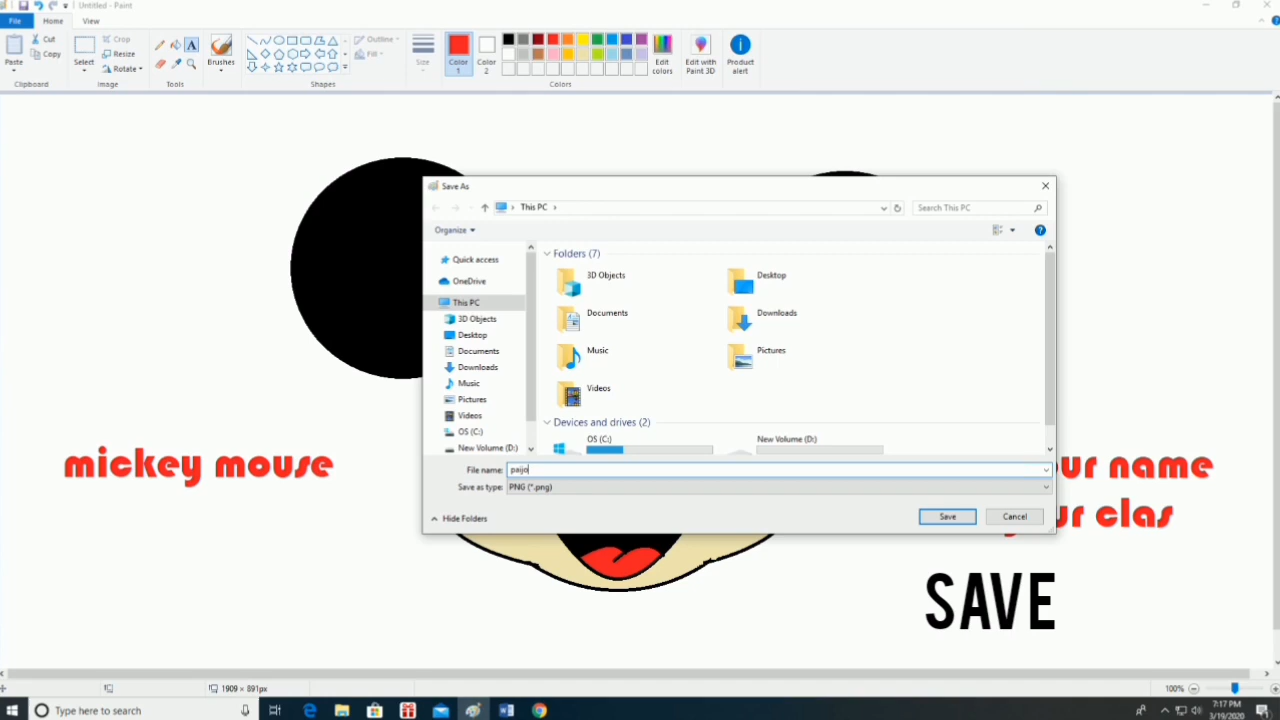 Untitled - Paint
File
Home
View
Paste
Cut
Copy
Clipboard
Select
Crop
Resize
Rotate
Image
Tools
Brushes
Outline
Fill
Shapes
Size
Color 1
Color 2
Edit colors
Colors
Edit with Paint 3D
Product alert
Save As
This PC
Search This PC
Organize
Quick access
OneDrive
This PC
3D Objects
Desktop
Documents
Downloads
Music
Pictures
Videos
OS (C:)
New Volume (D:)
Folders (7)
3D Objects
Desktop
Documents
Downloads
Music
Pictures
Videos
Devices and drives (2)
OS (C:)
New Volume (D:)
File name: paijo
Save as type: PNG (*.png)
Hide Folders
Save
Cancel
mickey mouse
ur name
ur clas
SAVE
1909 × 891px
100%
Type here to search
7:17 PM
3/19/2020